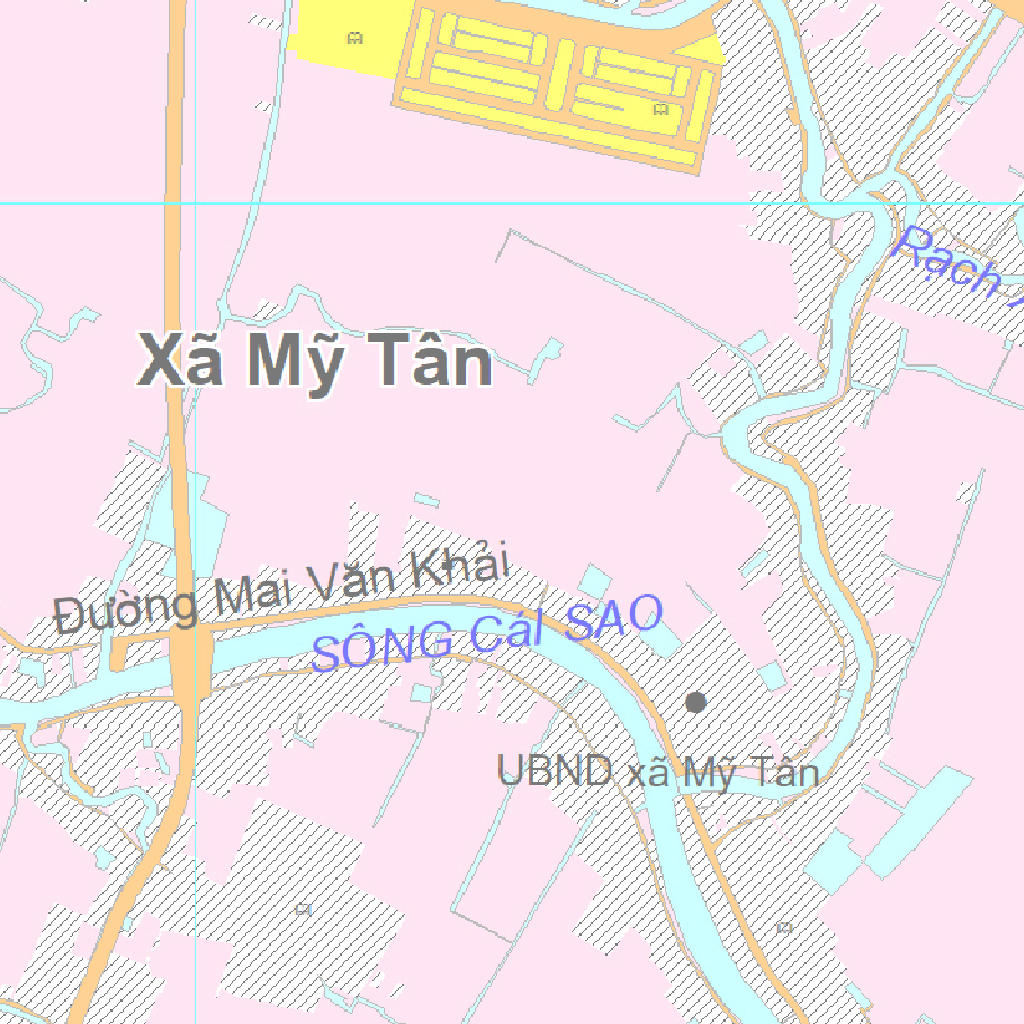 Rạch
Xã Mỹ Tân
Đường Mai Văn Khải
SÔNG Cái SAO
UBND xã Mỹ Tân